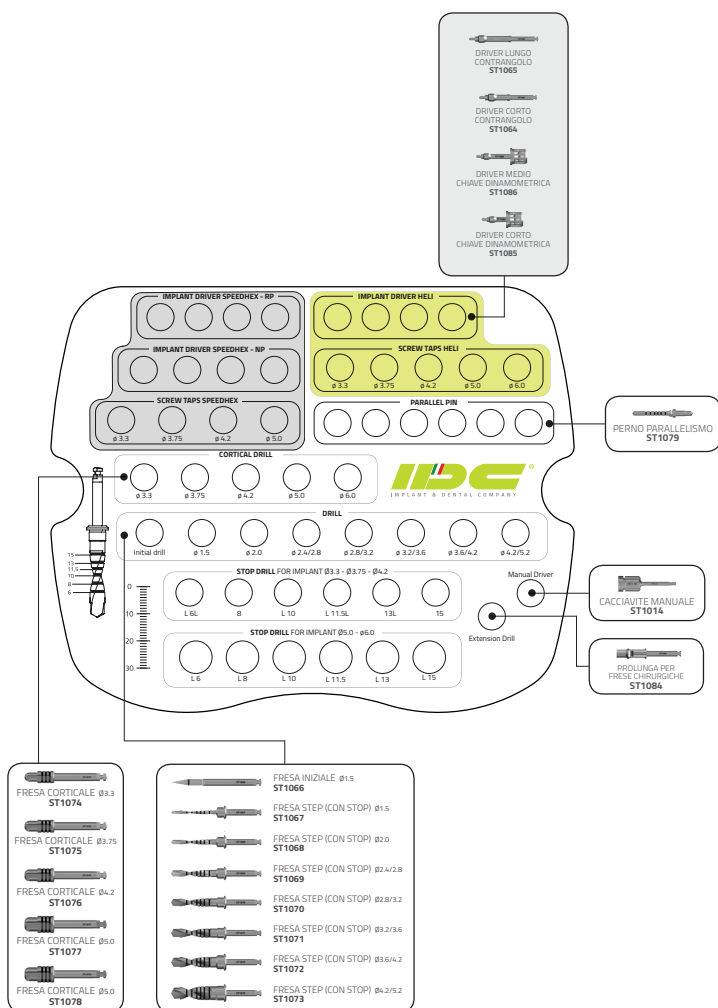 DRIVER LUNGO
CONTRANGOLO
ST1065
DRIVER CORTO
CONTRANGOLO
ST1064
DRIVER MEDIO
CHIAVE DINAMOMETRICA
ST1086
DRIVER CORTO
CHIAVE DINAMOMETRICA
ST1085
IMPLANT DRIVER SPEEDHEX - RP
IMPLANT DRIVER HELI
IMPLANT DRIVER SPEEDHEX - NP
SCREW TAPS HELI
ø 3.3 ø 3.75 ø 4.2 ø 5.0 ø 6.0
SCREW TAPS SPEEDHEX
ø 3.3 ø 3.75 ø 4.2 ø 5.0
PARALLEL PIN
PERNO PARALLELISMO
ST1079
CORTICAL DRILL
ø 3.3 ø 3.75 ø 4.2 ø 5.0 ø 6.0
IDC®
IMPLANT & DENTAL COMPANY
DRILL
Initial drill ø 1.5 ø 2.0 ø 2.4/2.8 ø 2.8/3.2 ø 3.2/3.6 ø 3.6/4.2 ø 4.2/5.2
15
13
11,5
10
8
6
0
10
20
30
STOP DRILL FOR IMPLANT Ø3.3 - Ø3.75 - Ø4.2
L 6L 8 L 10 L 11.5L 13L 15
STOP DRILL FOR IMPLANT Ø5.0 - ø6.0
L 6 L 8 L 10 L 11.5 L 13 L 15
Manual Driver
Extension Drill
CACCIAVITE MANUALE
ST1014
PROLUNGA PER
FRESE CHIRURGICHE
ST1084
FRESA CORTICALE Ø3.3
ST1074
FRESA CORTICALE Ø3.75
ST1075
FRESA CORTICALE Ø4.2
ST1076
FRESA CORTICALE Ø5.0
ST1077
FRESA CORTICALE Ø5.0
ST1078
FRESA INIZIALE Ø1.5
ST1066
FRESA STEP (CON STOP) Ø1.5
ST1067
FRESA STEP (CON STOP) Ø2.0
ST1068
FRESA STEP (CON STOP) Ø2.4/2.8
ST1069
FRESA STEP (CON STOP) Ø2.8/3.2
ST1070
FRESA STEP (CON STOP) Ø3.2/3.6
ST1071
FRESA STEP (CON STOP) Ø3.6/4.2
ST1072
FRESA STEP (CON STOP) Ø4.2/5.2
ST1073